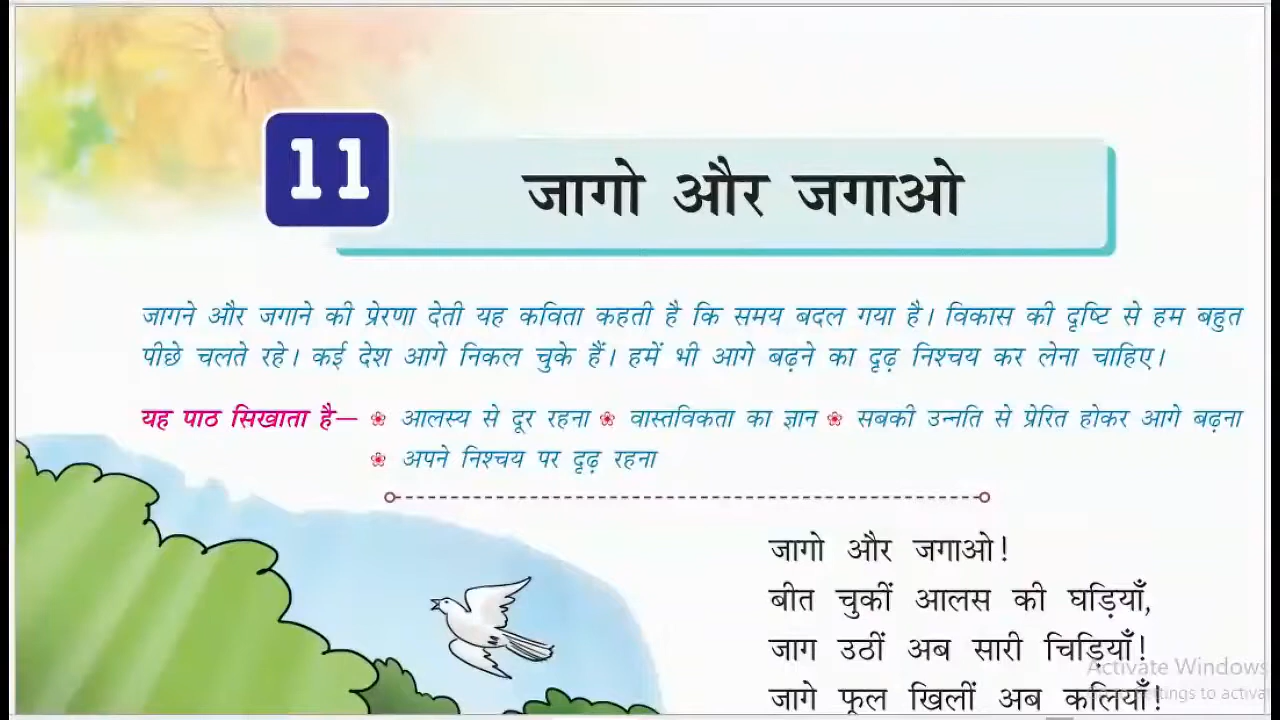 11
जागो और जगाओ
जागने और जगाने की प्रेरणा देती यह कविता कहती है कि समय बदल गया है। विकास की दृष्टि से हम बहुत
पीछे चलते रहे। कई देश आगे निकल चुके हैं। हमें भी आगे बढ़ने का दृढ़ निश्चय कर लेना चाहिए।
यह पाठ सिखाता है— ❀ आलस्य से दूर रहना ❀ वास्तविकता का ज्ञान ❀ सबकी उन्नति से प्रेरित होकर आगे बढ़ना
❀ अपने निश्चय पर दृढ़ रहना
जागो और जगाओ!
बीत चुकीं आलस की घड़ियाँ,
जाग उठीं अब सारी चिड़ियाँ!
Activate Windows
to activat
जागे फूल खिलीं अब कलियाँ!